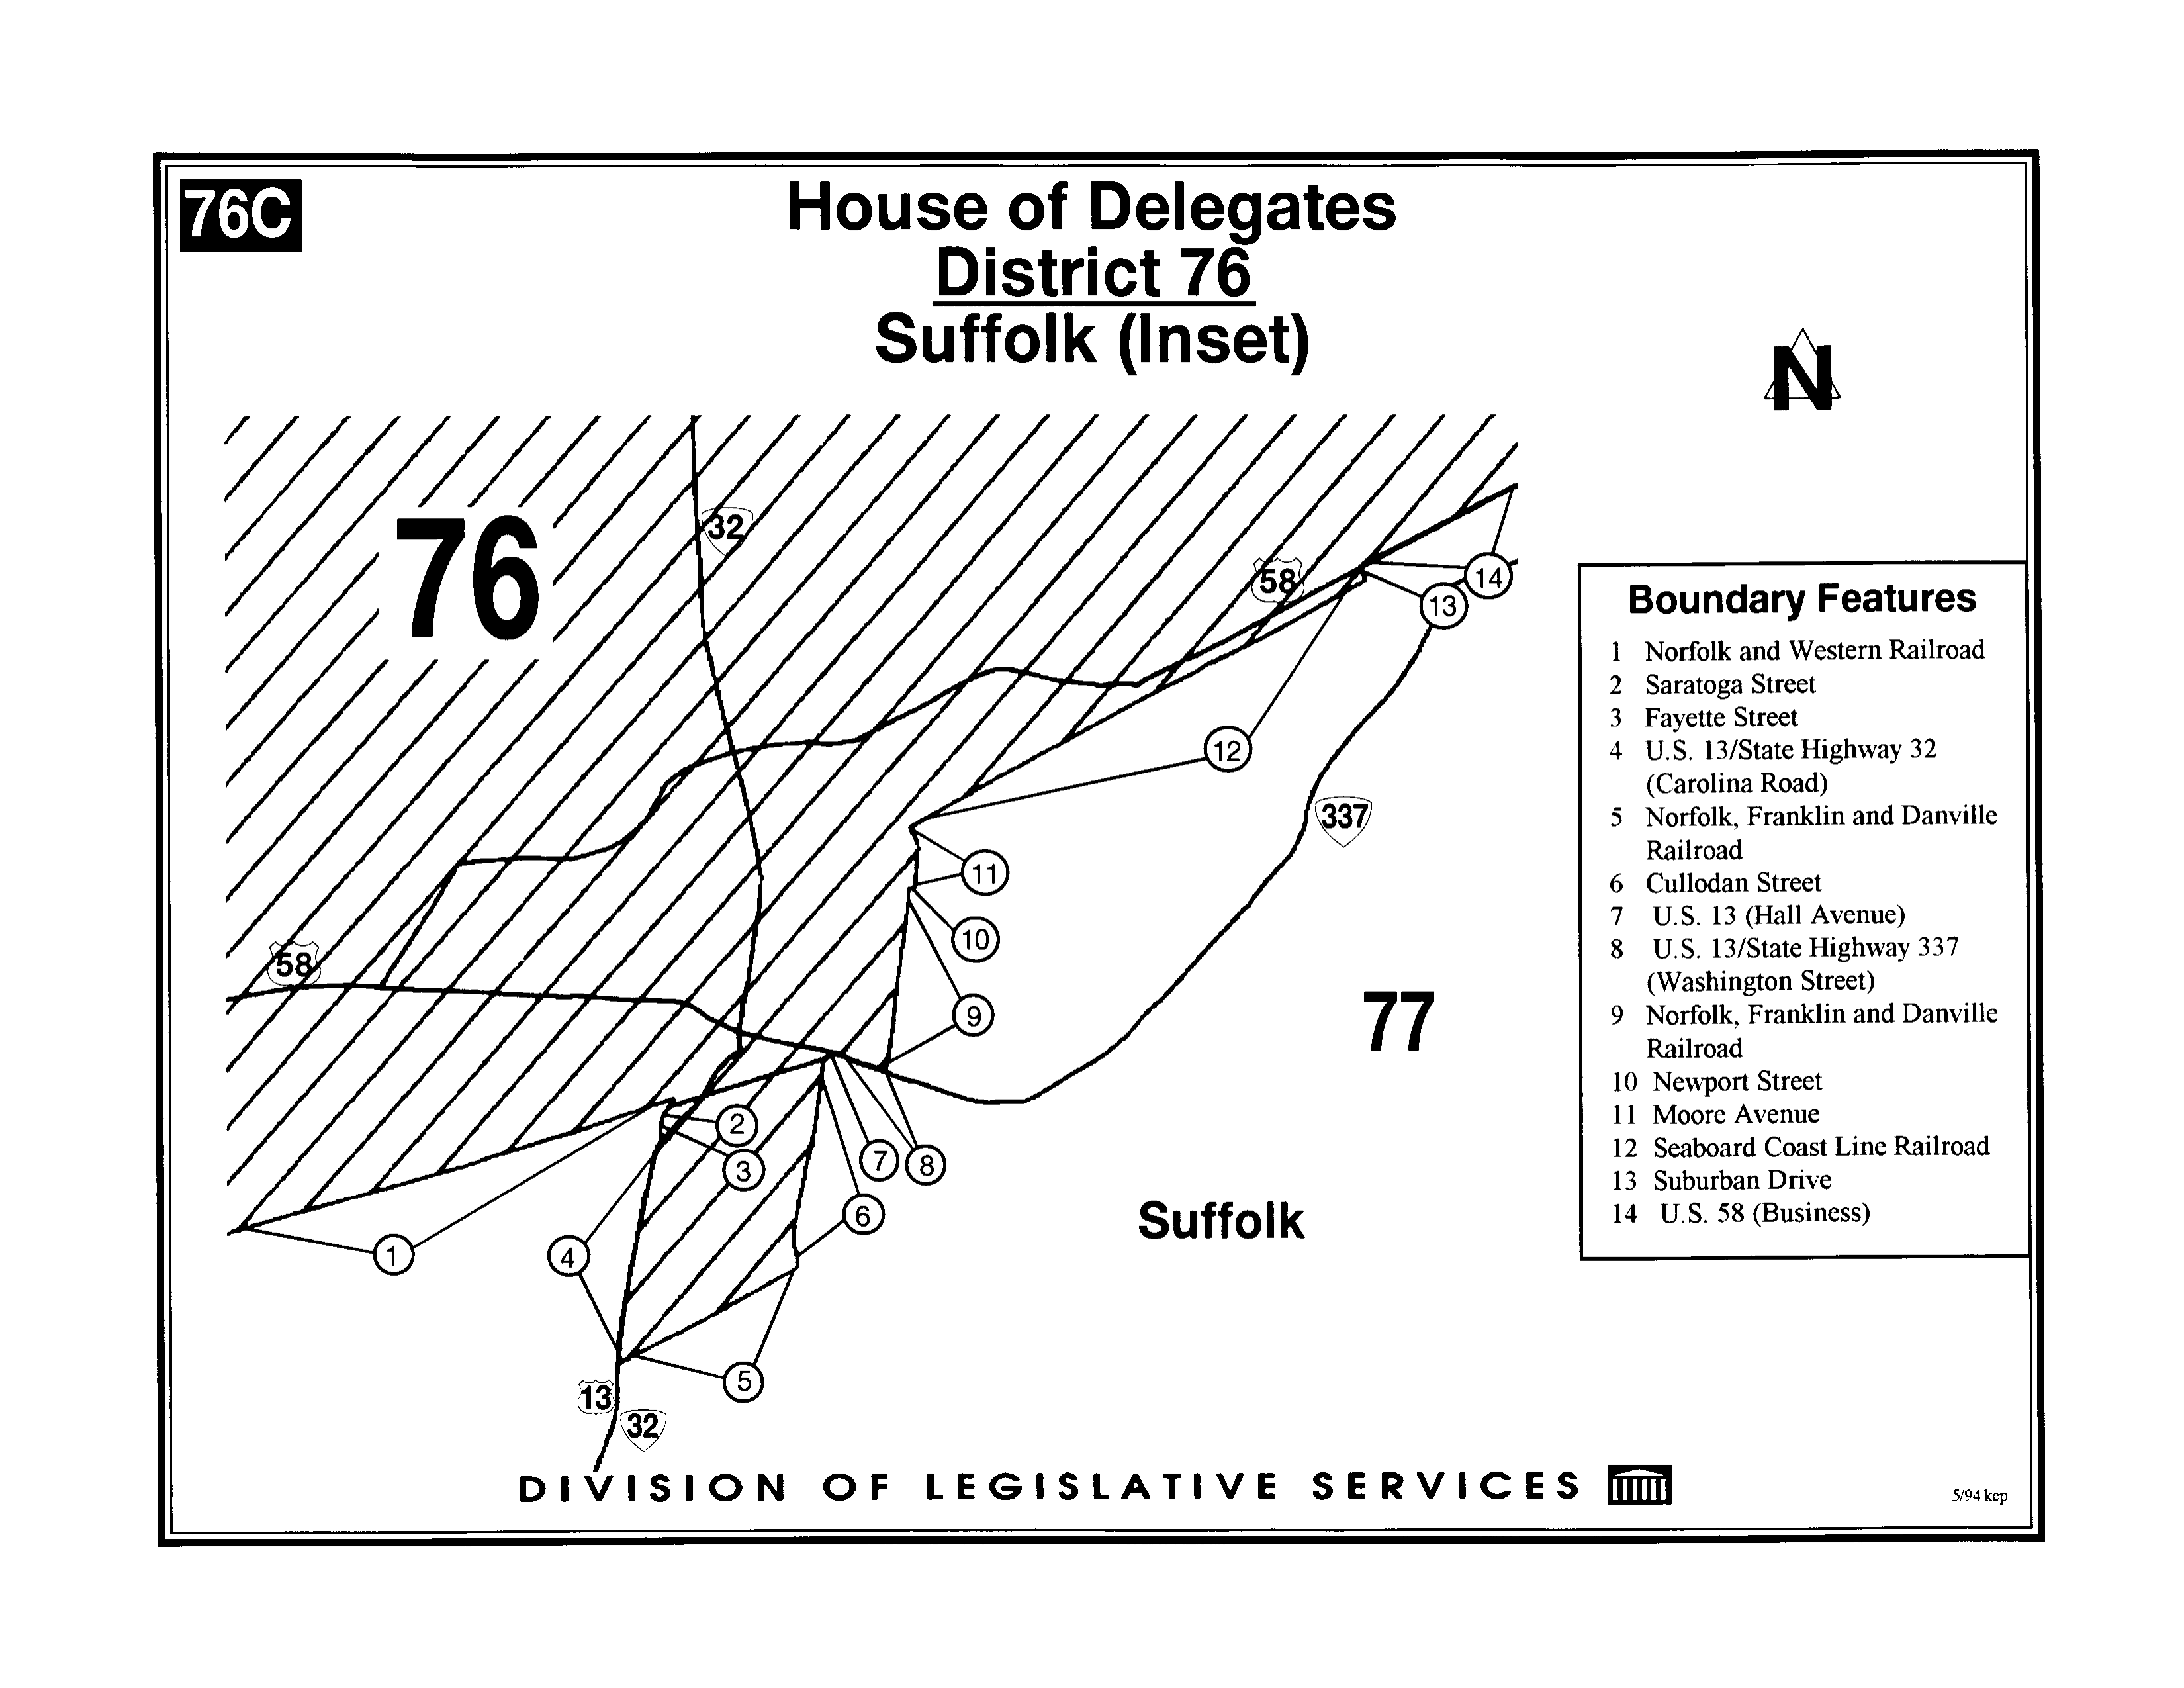 76C
House of Delegates
District 76
Suffolk (Inset)
N
76
32
58
14
13
Boundary Features
1 Norfolk and Western Railroad
2 Saratoga Street
3 Fayette Street
4 U.S. 13/State Highway 32
(Carolina Road)
5 Norfolk, Franklin and Danville
Railroad
6 Cullodan Street
7 U.S. 13 (Hall Avenue)
8 U.S. 13/State Highway 337
(Washington Street)
9 Norfolk, Franklin and Danville
Railroad
10 Newport Street
11 Moore Avenue
12 Seaboard Coast Line Railroad
13 Suburban Drive
14 U.S. 58 (Business)
12
337
11
10
58
9
77
2
3
7
8
6
Suffolk
1
4
5
13
32
DIVISION OF LEGISLATIVE SERVICES
5/94 kcp